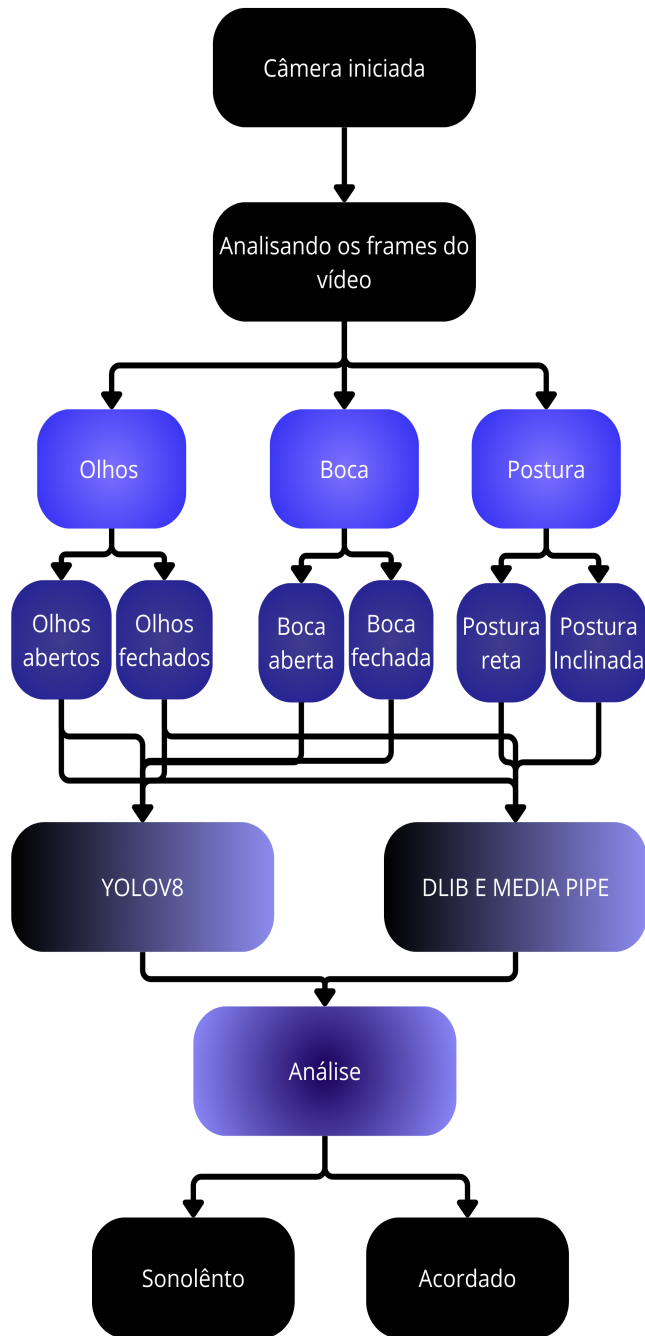 Câmera iniciada
Analisando os frames do
vídeo
Olhos
Boca
Postura
Olhos
abertos
Olhos
fechados
Boca
aberta
Boca
fechada
Postura
reta
Postura
Inclinada
YOLOV8
DLIB E MEDIA PIPE
Análise
Sonolênto
Acordado